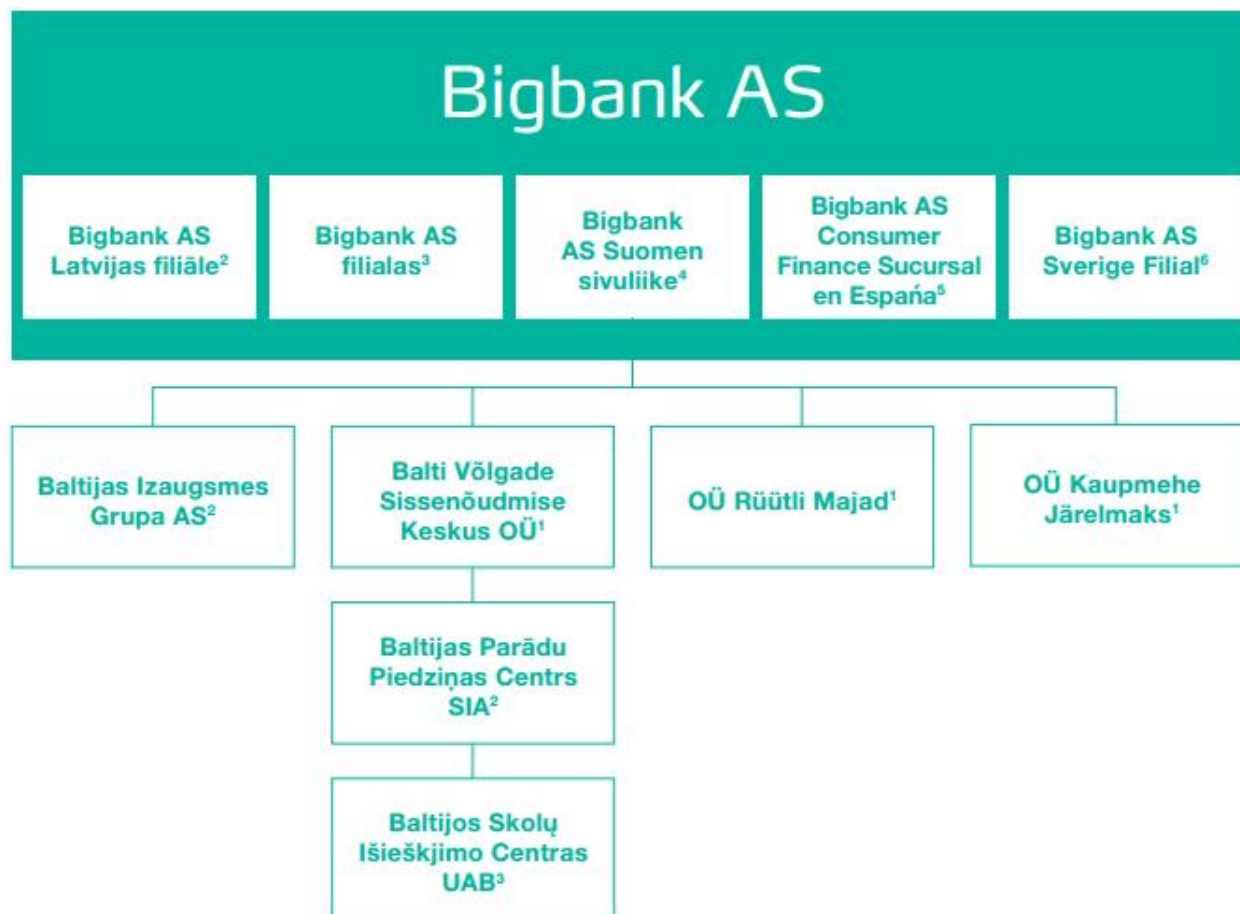 Bigbank AS
Bigbank AS
Latvijas filiāle²
Bigbank AS
filialas³
Bigbank
AS Suomen
sivuliike⁴
Bigbank AS
Consumer
Finance Sucursal
en Espańa⁵
Bigbank AS
Sverige Filial⁶
Baltijas Izaugsmes
Grupa AS²
Balti Võlgade
Sissenõudmise
Keskus OÜ¹
OÜ Rüütli Majad¹
OÜ Kaupmehe
Järelmaks¹
Baltijas Parādu
Piedziņas Centrs
SIA²
Baltijos Skolų
Išieškjimo Centras
UAB³